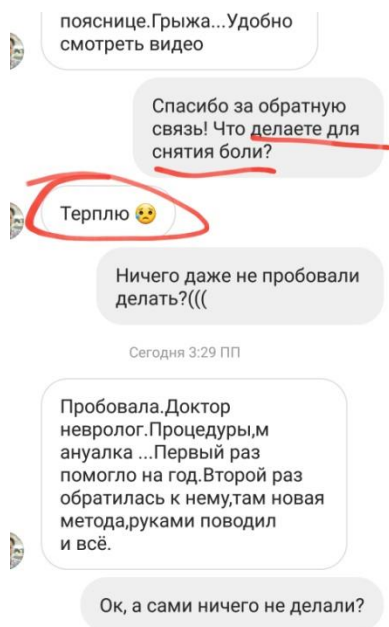 пояснице.Грыжа...Удобно
смотреть видео
Спасибо за обратную
связь! Что делаете для
снятия боли?
Терплю 😥
Ничего даже не пробовали
делать?(((
Сегодня 3:29 ПП
Пробовала.Доктор
невролог.Процедуры,м
ануалка ...Первый раз
помогло на год.Второй раз
обратилась к нему,там новая
метода,руками поводил
и всё.
Ок, а сами ничего не делали?